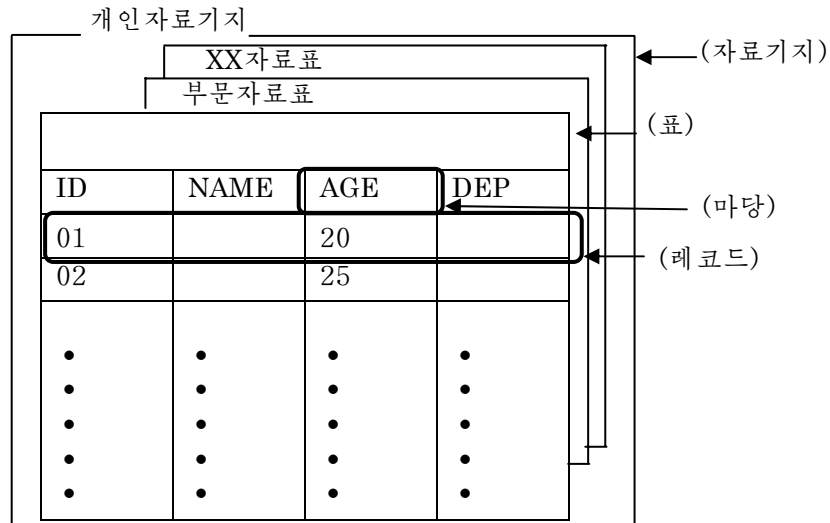 개인자료기지
XX자료표
(자료기지)
부문자료표
(표)
ID NAME AGE DEP
(마당)
01 20
(레코드)
02 25